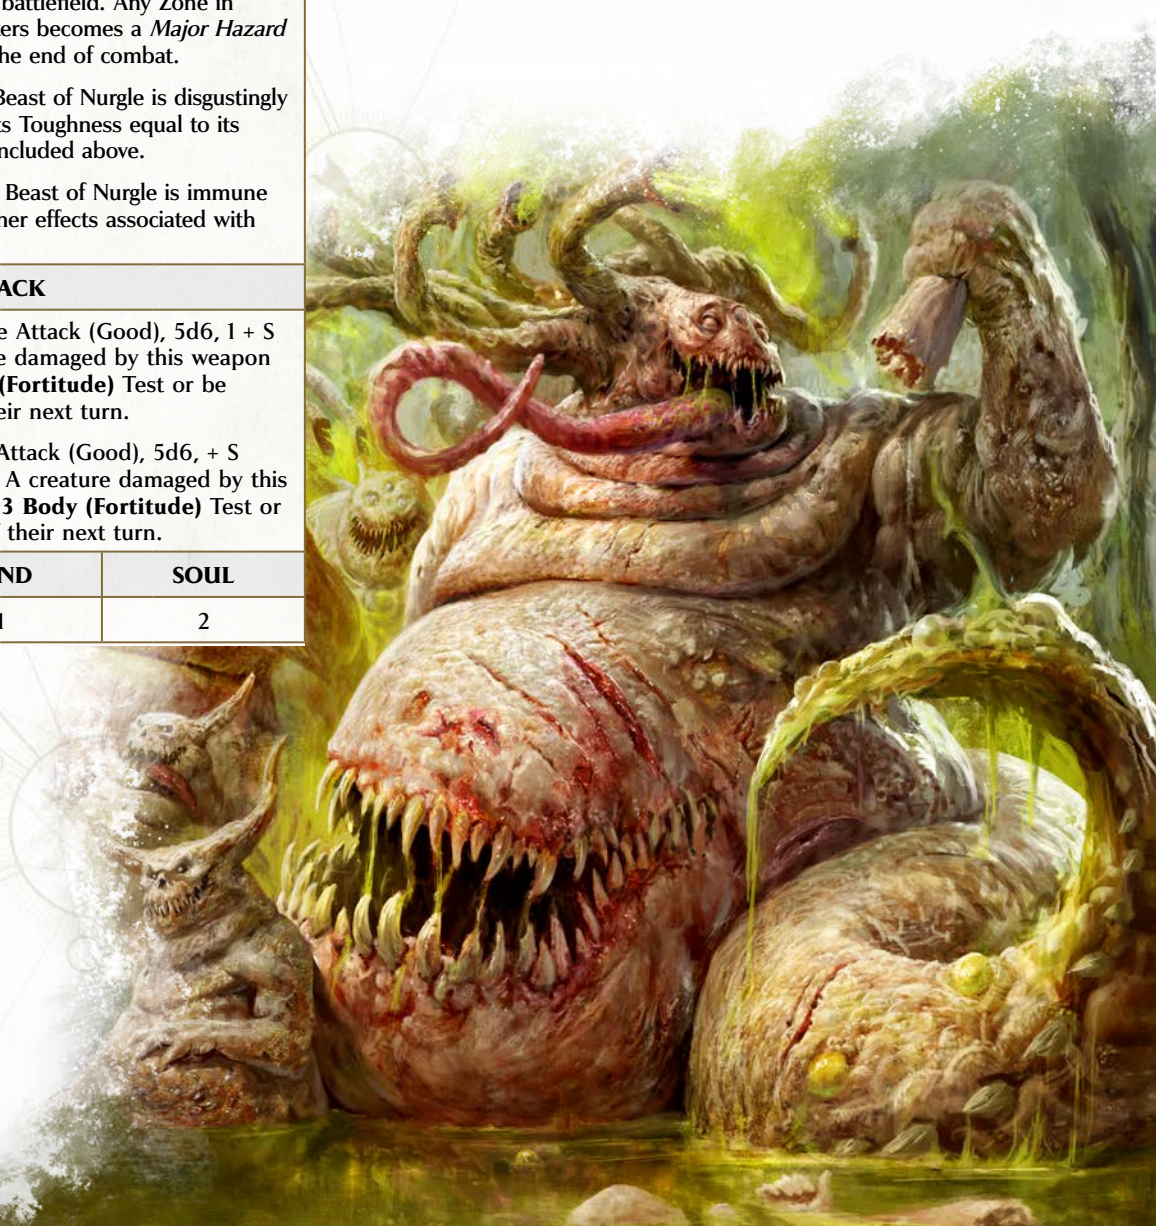 battlefield. Any Zone in
ters becomes a Major Hazard
he end of combat.
Beast of Nurgle is disgustingly
ts Toughness equal to its
ncluded above.
Beast of Nurgle is immune
her effects associated with
ACK
e Attack (Good), 5d6, 1 + S
e damaged by this weapon
(Fortitude) Test or be
eir next turn.
Attack (Good), 5d6, + S
A creature damaged by this
3 Body (Fortitude) Test or
their next turn.
ND SOUL
1 2